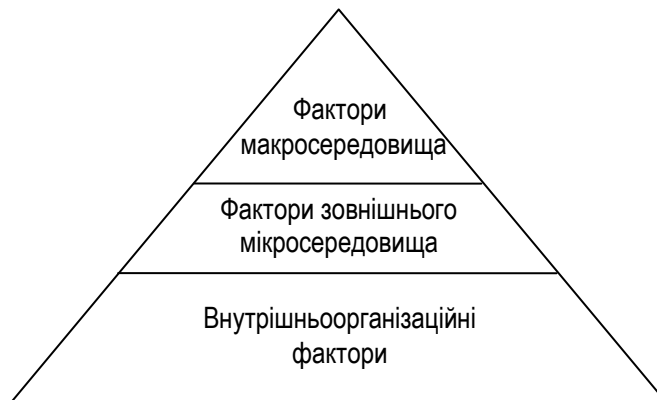 Фактори
макросередовища
Фактори зовнішнього
мікросередовища
Внутрішньоорганізаційні
фактори